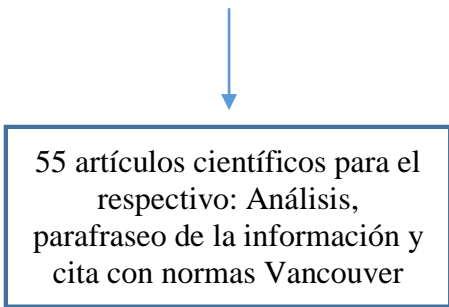 55 artículos científicos para el
respectivo: Análisis,
parafraseo de la información y
cita con normas Vancouver